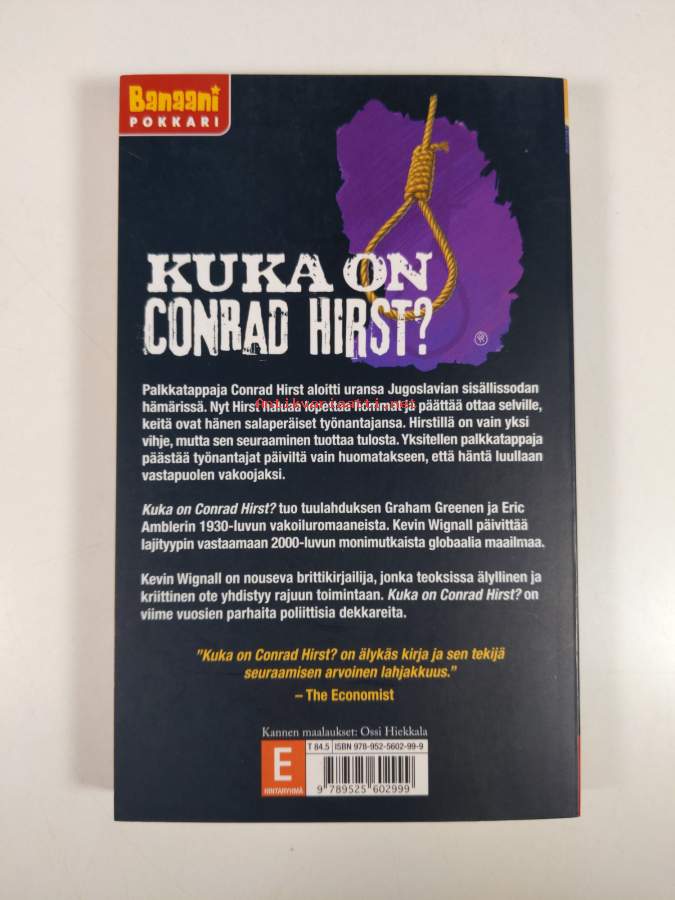 Banaani
POKKARI
KUKA ON
CONRAD HIRST?
Palkkatappaja Conrad Hirst aloitti uransa Jugoslavian sisällissodan
hämärissä. Nyt Hirst haluaa lopettaa hommat ja päättää ottaa selville,
antikvariaatti.net
keitä ovat hänen salaperäiset työnantajansa. Hirstillä on vain yksi
vihje, mutta sen seuraaminen tuottaa tulosta. Yksitellen palkkatappaja
päästää työnantajat päiviltä vain huomatakseen, että häntä luullaan
vastapuolen vakoojaksi.
Kuka on Conrad Hirst? tuo tuulahduksen Graham Greenen ja Eric
Amblerin 1930-luvun vakoiluromaaneista. Kevin Wignall päivittää
lajityypin vastaamaan 2000-luvun monimutkaista globaalia maailmaa.
Kevin Wignall on nouseva brittikirjailija, jonka teoksissa älyllinen ja
kriittinen ote yhdistyy rajuun toimintaan. Kuka on Conrad Hirst? on
viime vuosien parhaita poliittisia dekkareita.
”Kuka on Conrad Hirst? on älykäs kirja ja sen tekijä
seuraamisen arvoinen lahjakkuus.”
– The Economist
Kannen maalaukset: Ossi Hiekkala
E
HINTARYHMÄ
T 84.5 ISBN 978-952-5602-99-9
9 789525 602999